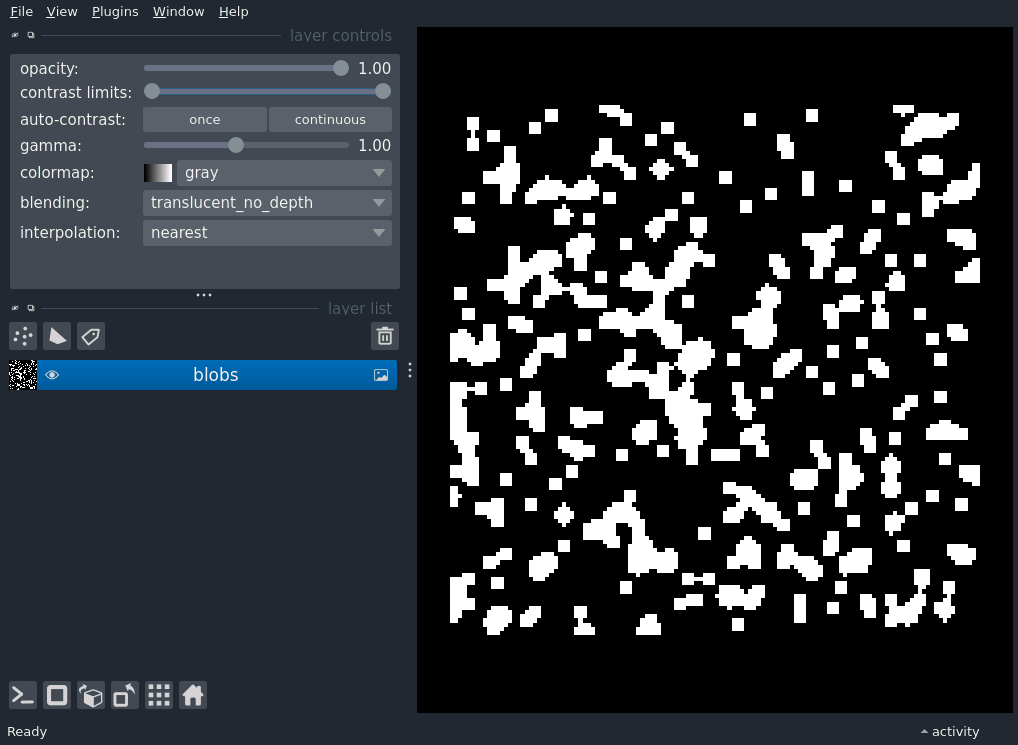 File View Plugins Window Help
layer controls
opacity: 1.00
contrast limits:
auto-contrast: once continuous
gamma: 1.00
colormap: gray
blending: translucent_no_depth
interpolation: nearest
layer list
blobs
Ready activity